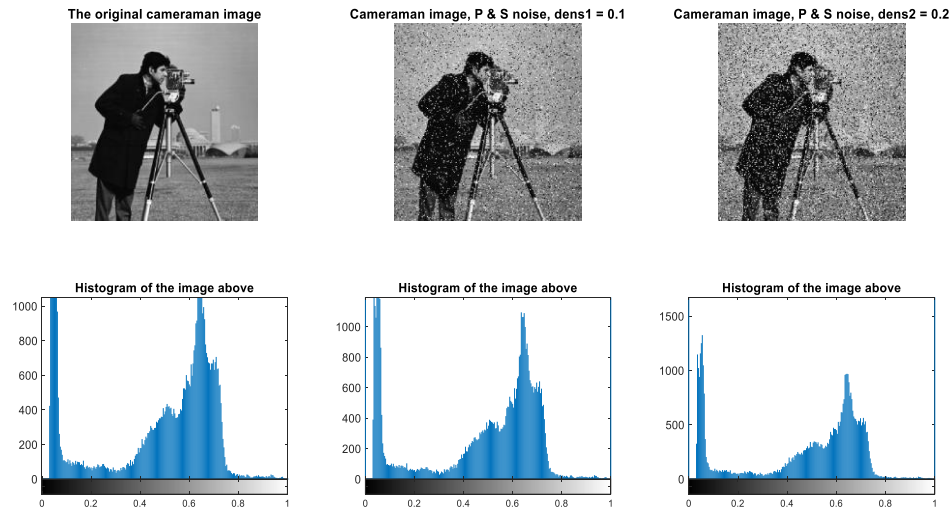 The original cameraman image
Cameraman image, P & S noise, dens1 = 0.1
Cameraman image, P & S noise, dens2 = 0.2
Histogram of the image above
1000
800
600
400
200
0
0 0.2 0.4 0.6 0.8 1
Histogram of the image above
1000
800
600
400
200
0
0 0.2 0.4 0.6 0.8 1
Histogram of the image above
1500
1000
500
0
0 0.2 0.4 0.6 0.8 1